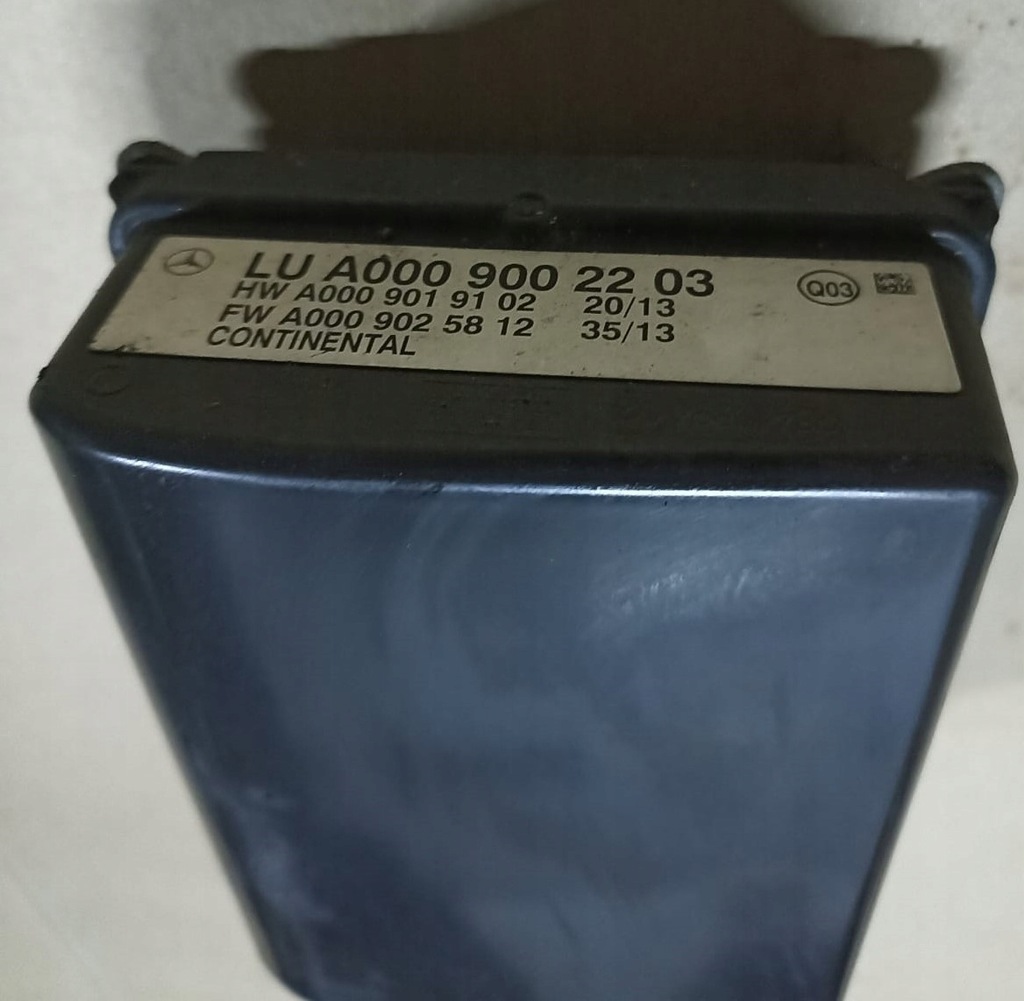 LU A000 900 22 03
HW A000 901 91 02 20/13
FW A000 902 58 12 35/13
CONTINENTAL
Q03